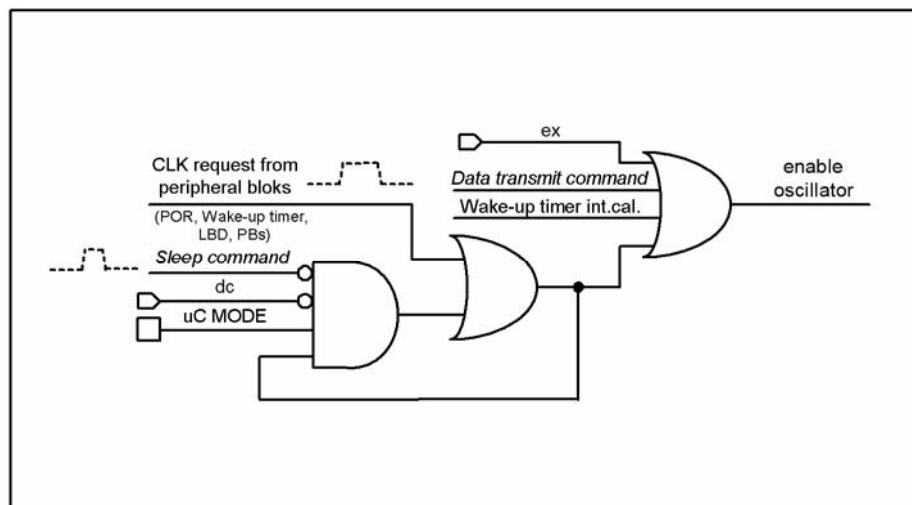 ex
CLK request from
peripheral bloks
Data transmit command
enable
oscillator
Wake-up timer int.cal.
(POR, Wake-up timer,
LBD, PBs)
Sleep command
dc
uC MODE